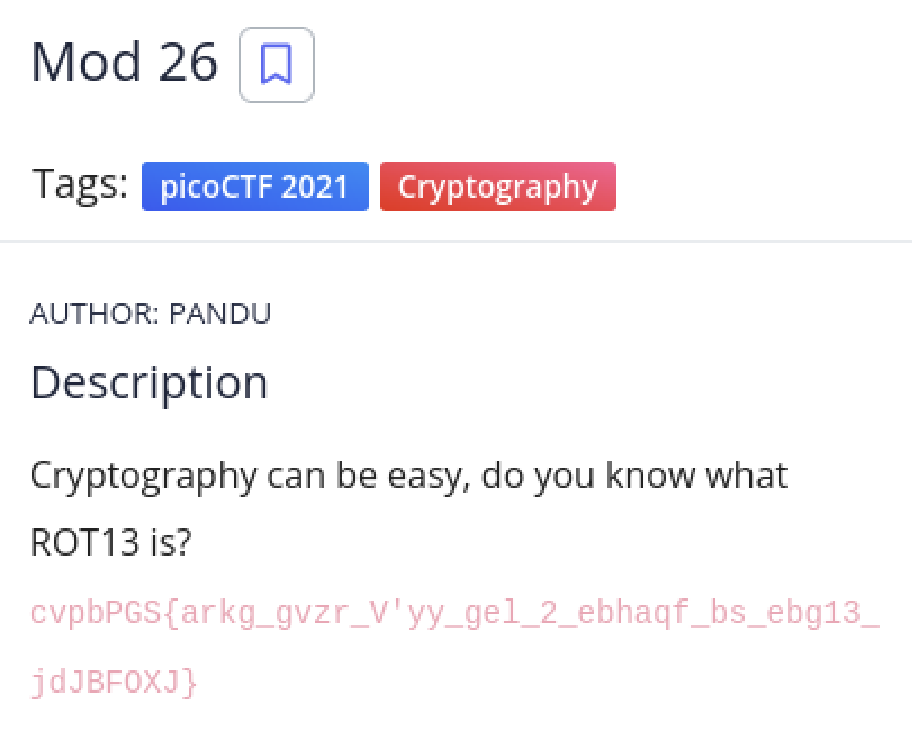 Mod 26
Tags: picoCTF 2021 Cryptography
AUTHOR: PANDU
Description
Cryptography can be easy, do you know what
ROT13 is?
cvpbPGS{arkg_gvzr_V'yy_gel_2_ebhaqf_bs_ebg13_
jdJBFOXJ}